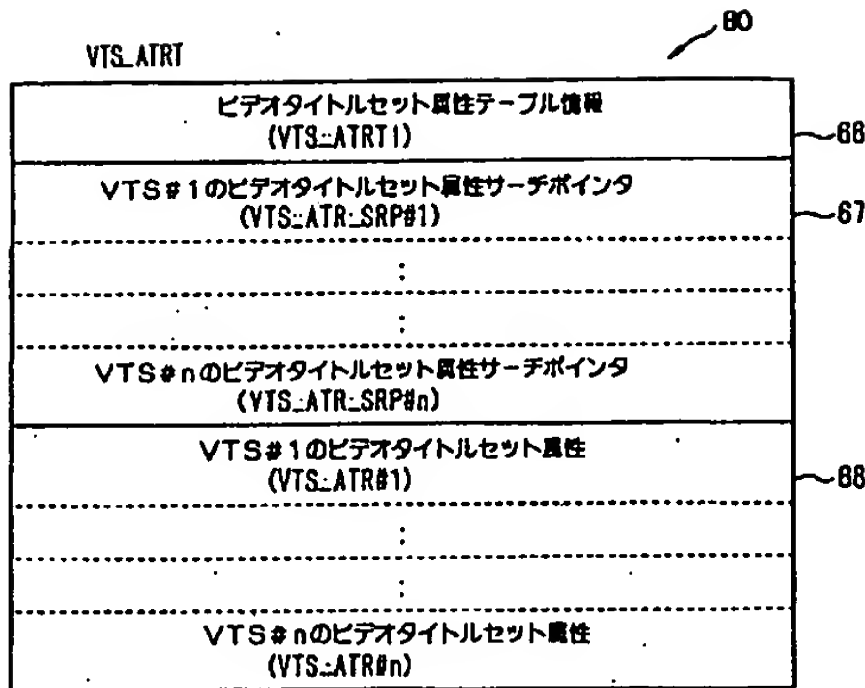 80
VTS_ATRT
ビデオタイトルセット属性テーブル情報
(VTS_ATRT1)
66
VTS#1のビデオタイトルセット属性サーチポインタ
(VTS_ATR_SRP#1)
67
:
:
VTS#nのビデオタイトルセット属性サーチポインタ
(VTS_ATR_SRP#n)
VTS#1のビデオタイトルセット属性
(VTS_ATR#1)
68
:
:
VTS#nのビデオタイトルセット属性
(VTS_ATR#n)